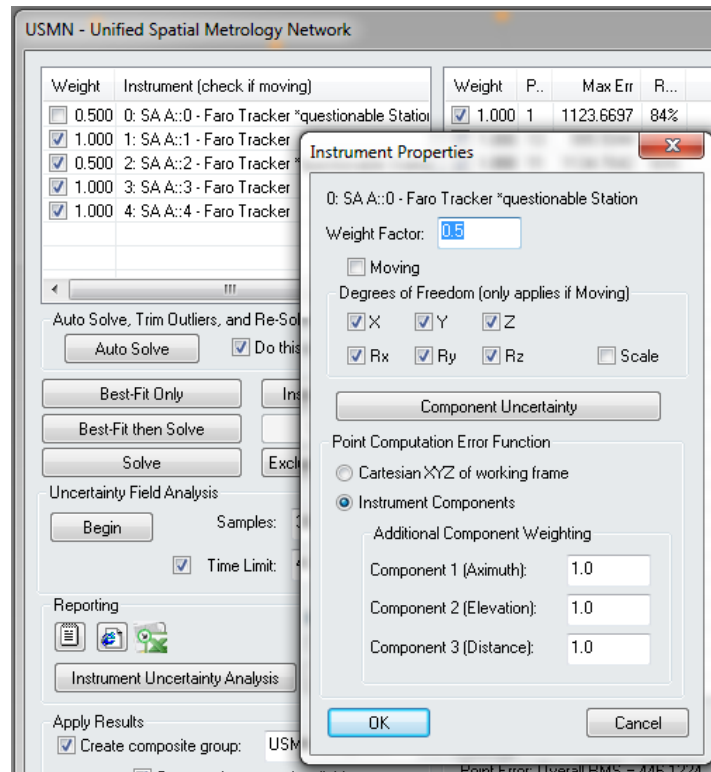 USMN - Unified Spatial Metrology Network
Weight Instrument (check if moving)
0.500 0: SA A::0 - Faro Tracker *questionable Station
1.000 1: SA A::1 - Faro Tracker
0.500 2: SA A::2 - Faro Tracker
1.000 3: SA A::3 - Faro Tracker
1.000 4: SA A::4 - Faro Tracker
Weight P.. Max Err R...
1.000 1 1123.6697 84%
Auto Solve, Trim Outliers, and Re-Sol
Auto Solve
Do this
Best-Fit Only
Ins
Best-Fit then Solve
Solve
Excl
Uncertainty Field Analysis
Begin
Samples:
Time Limit:
Reporting
Instrument Uncertainty Analysis
Apply Results
Create composite group: USM
Instrument Properties
0: SA A::0 - Faro Tracker *questionable Station
Weight Factor: 0.5
Moving
Degrees of Freedom (only applies if Moving)
X Y Z
Rx Ry Rz Scale
Component Uncertainty
Point Computation Error Function
Cartesian XYZ of working frame
Instrument Components
Additional Component Weighting
Component 1 (Aximuth): 1.0
Component 2 (Elevation): 1.0
Component 3 (Distance): 1.0
OK
Cancel